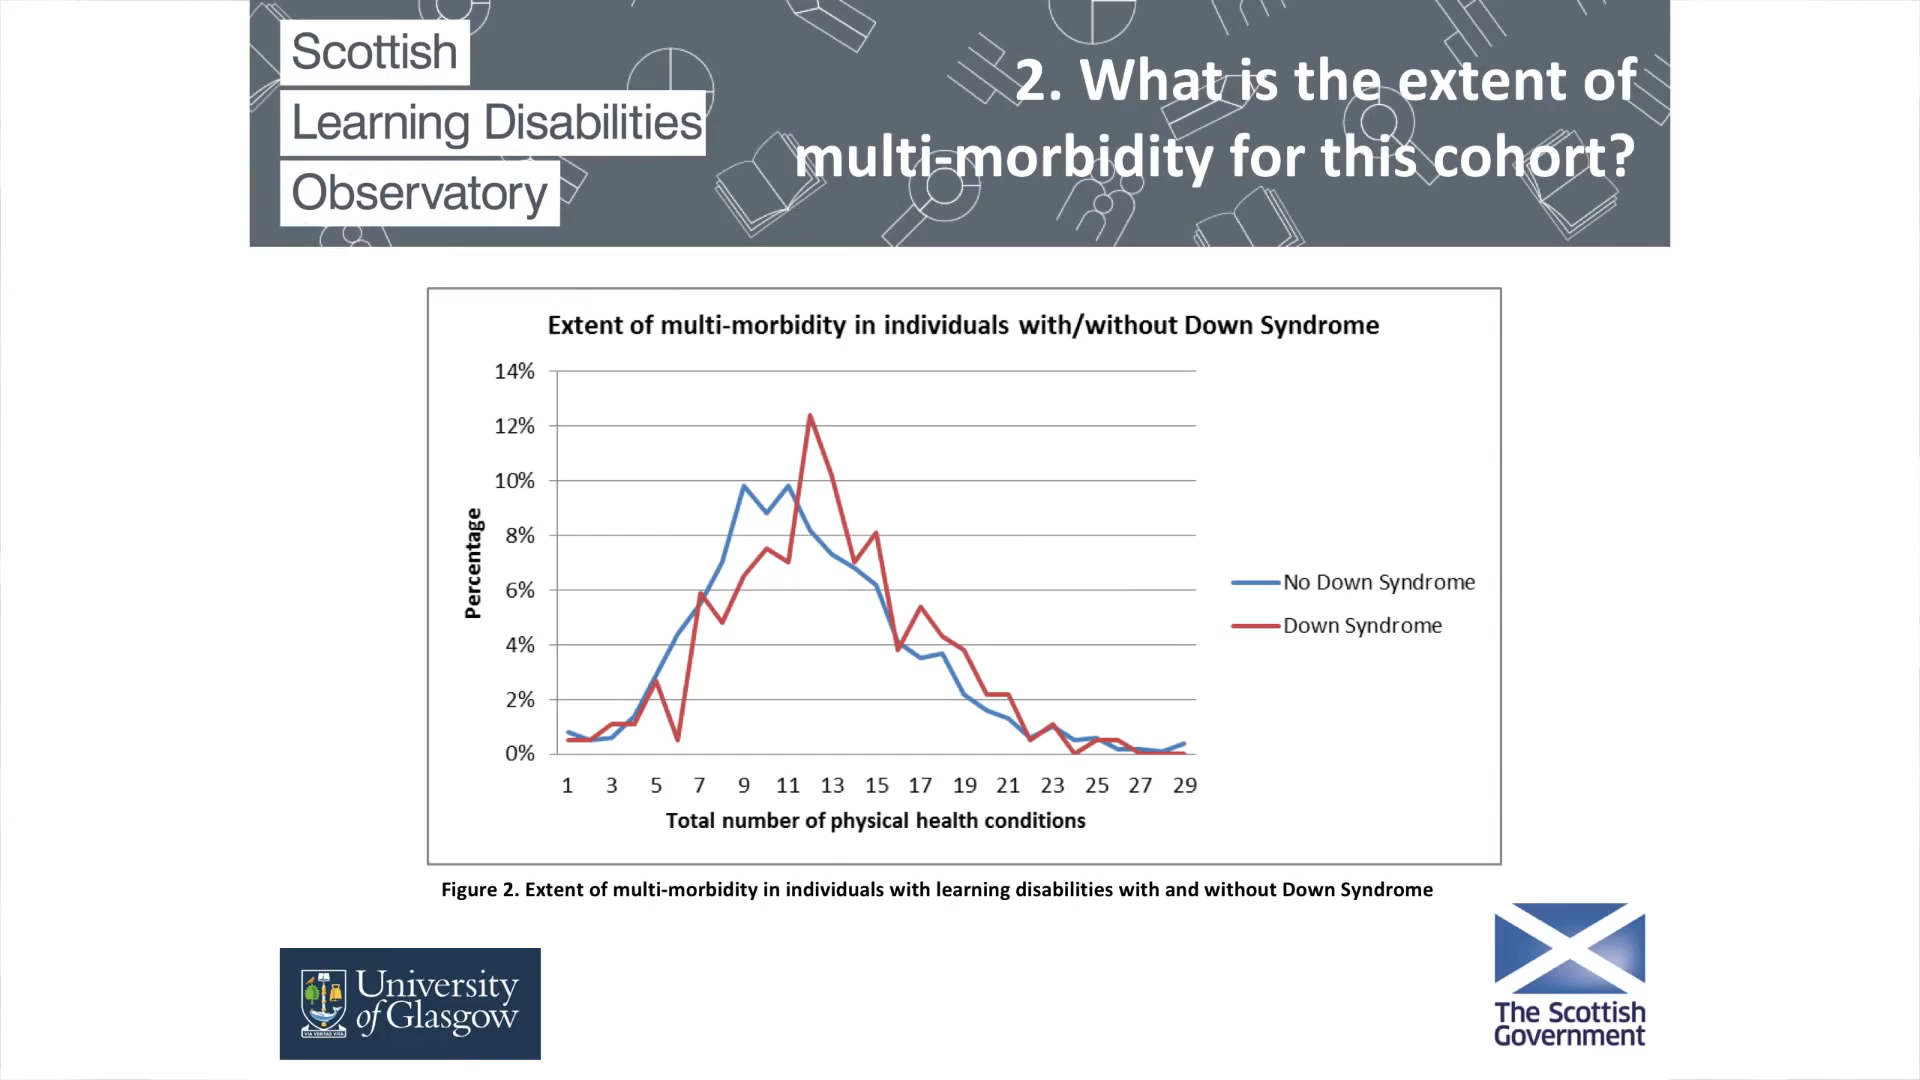 Scottish
Learning Disabilities
Observatory
2. What is the extent of
multi-morbidity for this cohort?
Extent of multi-morbidity in individuals with/without Down Syndrome
14%
12%
10%
8%
6%
4%
2%
0%
Percentage
1 3 5 7 9 11 13 15 17 19 21 23 25 27 29
Total number of physical health conditions
No Down Syndrome
Down Syndrome
Figure 2. Extent of multi-morbidity in individuals with learning disabilities with and without Down Syndrome
University
of Glasgow
VIA VERITAS VITA
The Scottish
Government